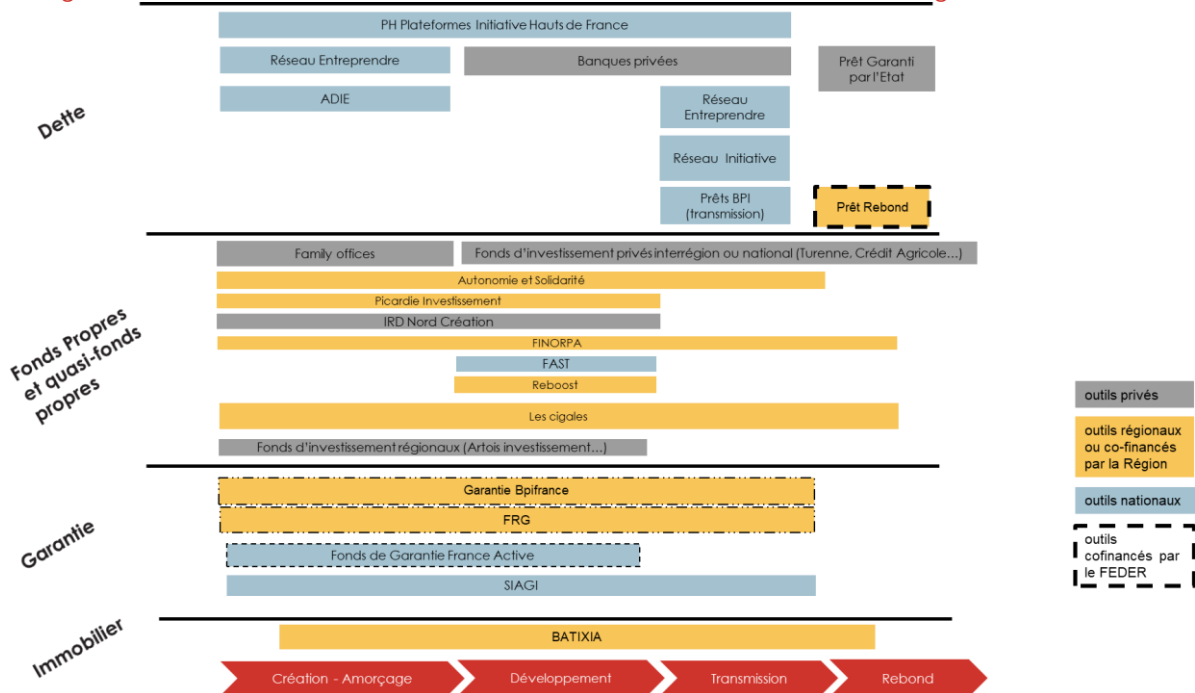 PH Plateformes Initiative Hauts de France
Réseau Entreprendre
Banques privées
Prêt Garanti
par l'Etat
ADIE
Réseau
Entreprendre
Dette
Réseau Initiative
Prêts BPI
(transmission)
Prêt Rebond
Family offices
Fonds d'investissement privés interrégion ou national (Turenne, Crédit Agricole...)
Autonomie et Solidarité
Picardie Investissement
IRD Nord Création
Fonds Propres
et quasi-fonds
propres
FINORPA
FAST
Reboost
Les cigales
Fonds d'investissement régionaux (Artois investissement...)
outils privés
outils régionaux
ou co-financés
par la Région
outils nationaux
outils
cofinancés par
le FEDER
Garantie
Garantie Bpifrance
FRG
Fonds de Garantie France Active
SIAGI
Immobilier
BATIXIA
Création - Amorçage
Développement
Transmission
Rebond